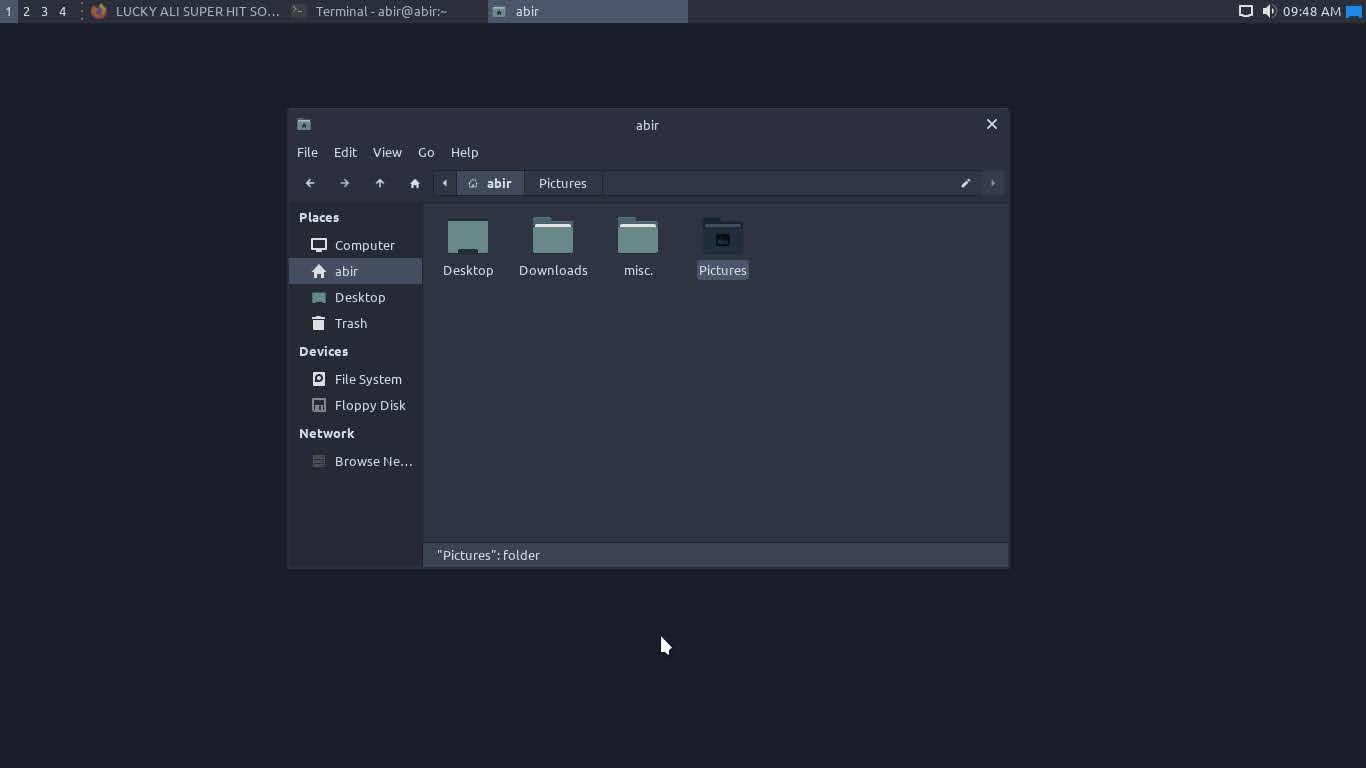 1 2 3 4 LUCKY ALI SUPER HIT SO... Terminal - abir@abir:~ abir 09:48 AM
abir
File Edit View Go Help
abir Pictures
Places
Computer
abir
Desktop
Trash
Devices
File System
Floppy Disk
Network
Browse Ne...
Desktop Downloads misc. Pictures
"Pictures": folder